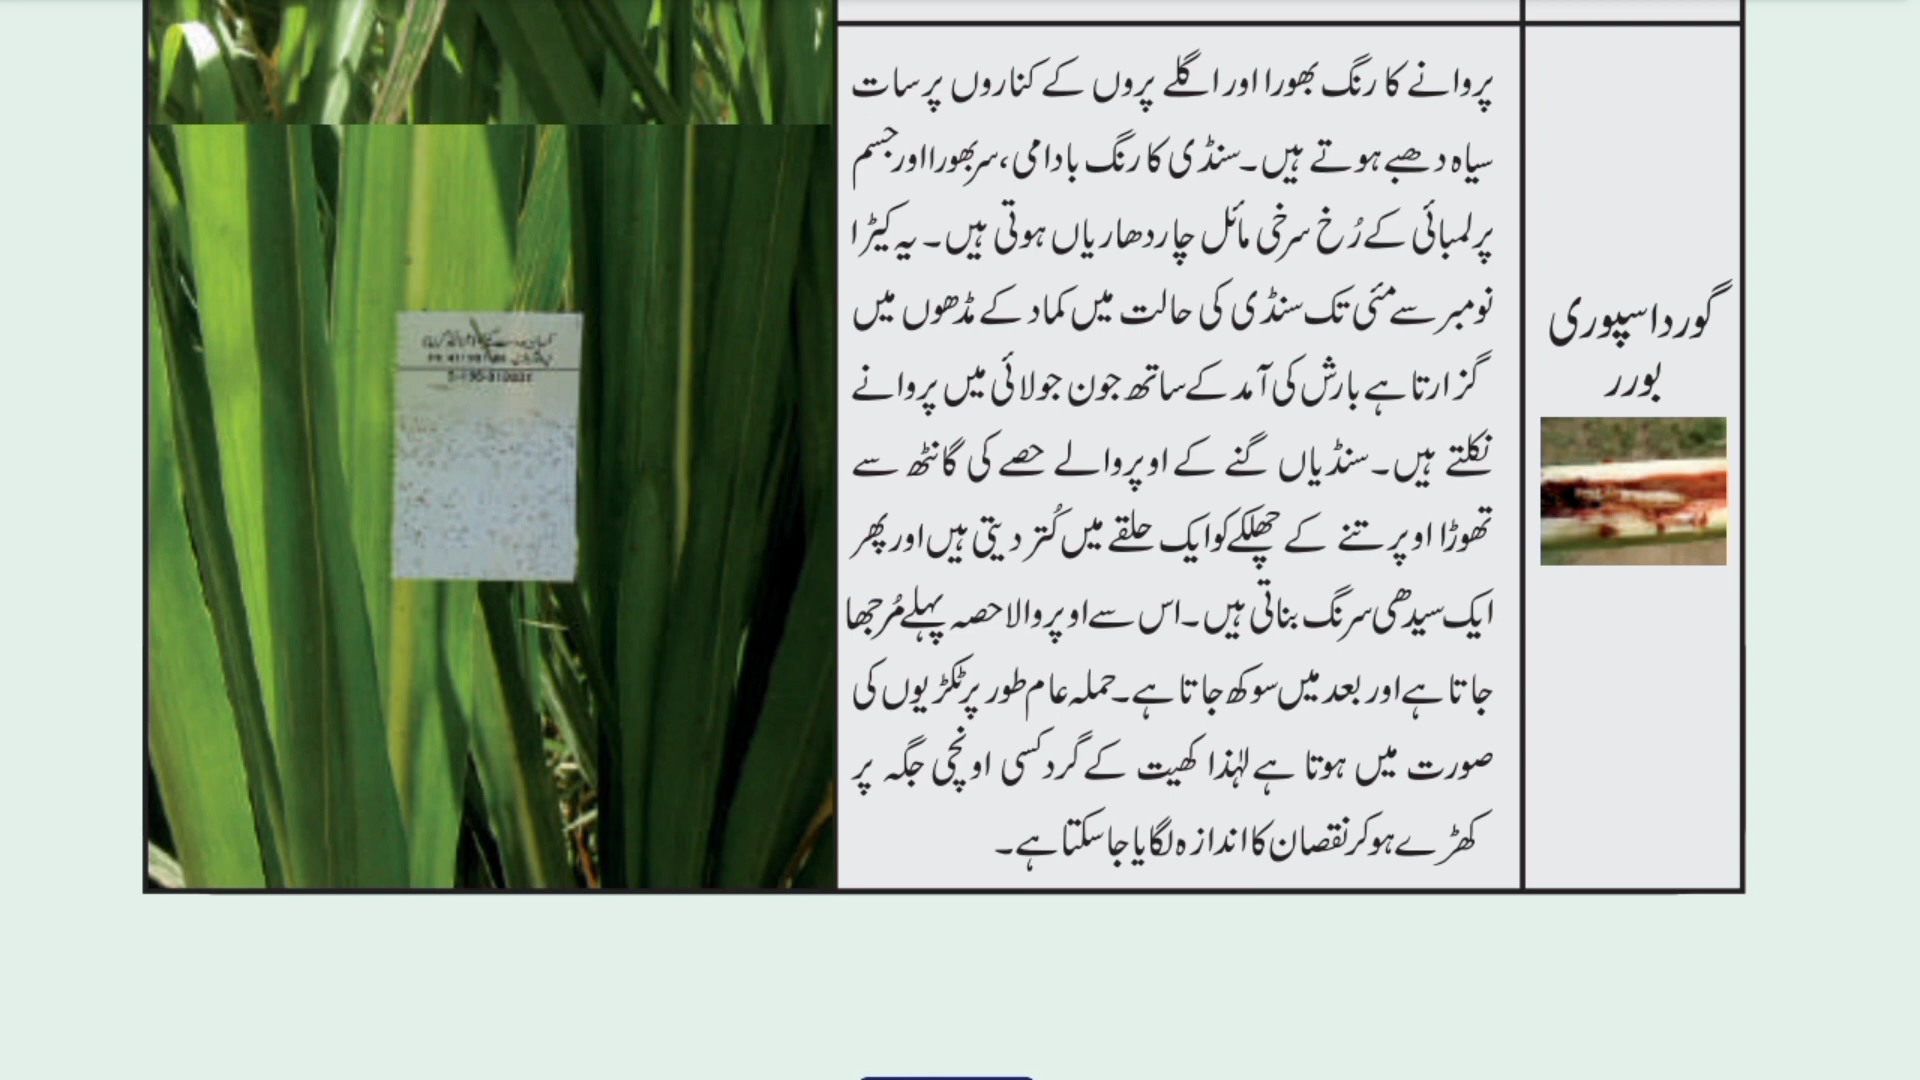 گورداسپوری
بورر
پروانے کا رنگ بھورا اور اگلے پروں کے کناروں پر سات
سیاہ دھبے ہوتے ہیں۔ سنڈی کا رنگ بادامی، سر بھورا اور جسم
پر لمبائی کے رُخ سرخی مائل چار دھاریاں ہوتی ہیں۔ یہ کیڑا
نومبر سے مئی تک سنڈی کی حالت میں کماد کے مڈھوں میں
گزارتا ہے بارش کی آمد کے ساتھ جون جولائی میں پروانے
نکلتے ہیں۔ سنڈیاں گنے کے اوپر والے حصے کی گانٹھ سے
تھوڑا اوپر تنے کے چھلکے کو ایک حلقے میں کُتر دیتی ہیں اور پھر
ایک سیدھی سرنگ بناتی ہیں۔ اس سے اوپر والا حصہ پہلے مُرجھا
جاتا ہے اور بعد میں سوکھ جاتا ہے۔ حملہ عام طور پر ٹکڑیوں کی
صورت میں ہوتا ہے لہٰذا کھیت کے گرد کسی اونچی جگہ پر
کھڑے ہو کر نقصان کا اندازہ لگایا جا سکتا ہے۔